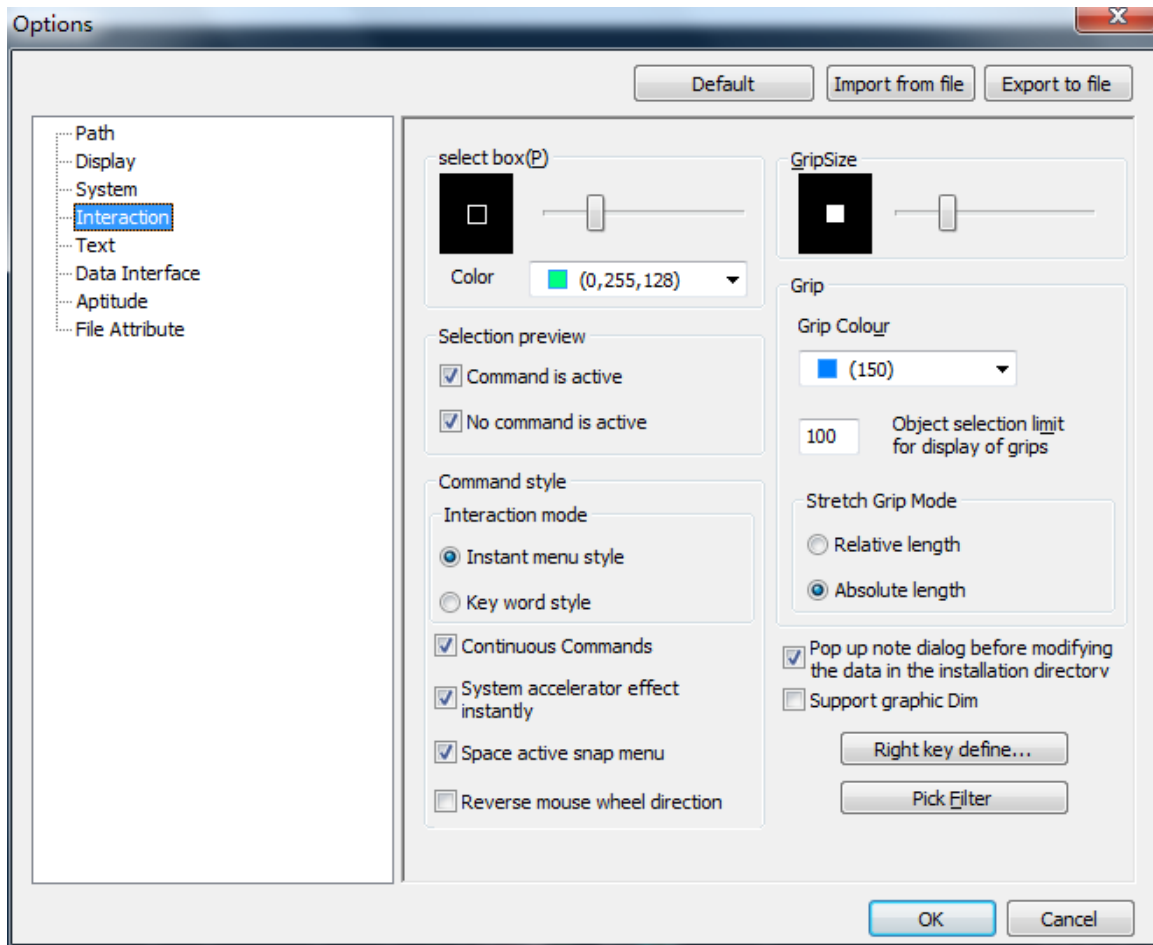 Options
X
Default
Import from file
Export to file
Path
Display
System
Interaction
Text
Data Interface
Aptitude
File Attribute
select box(P)
Color
(0,255,128)
Selection preview
Command is active
No command is active
Command style
Interaction mode
Instant menu style
Key word style
Continuous Commands
System accelerator effect
instantly
Space active snap menu
Reverse mouse wheel direction
GripSize
Grip
Grip Colour
(150)
100
Object selection limit
for display of grips
Stretch Grip Mode
Relative length
Absolute length
Pop up note dialog before modifying
the data in the installation directory
Support graphic Dim
Right key define...
Pick Filter
OK
Cancel